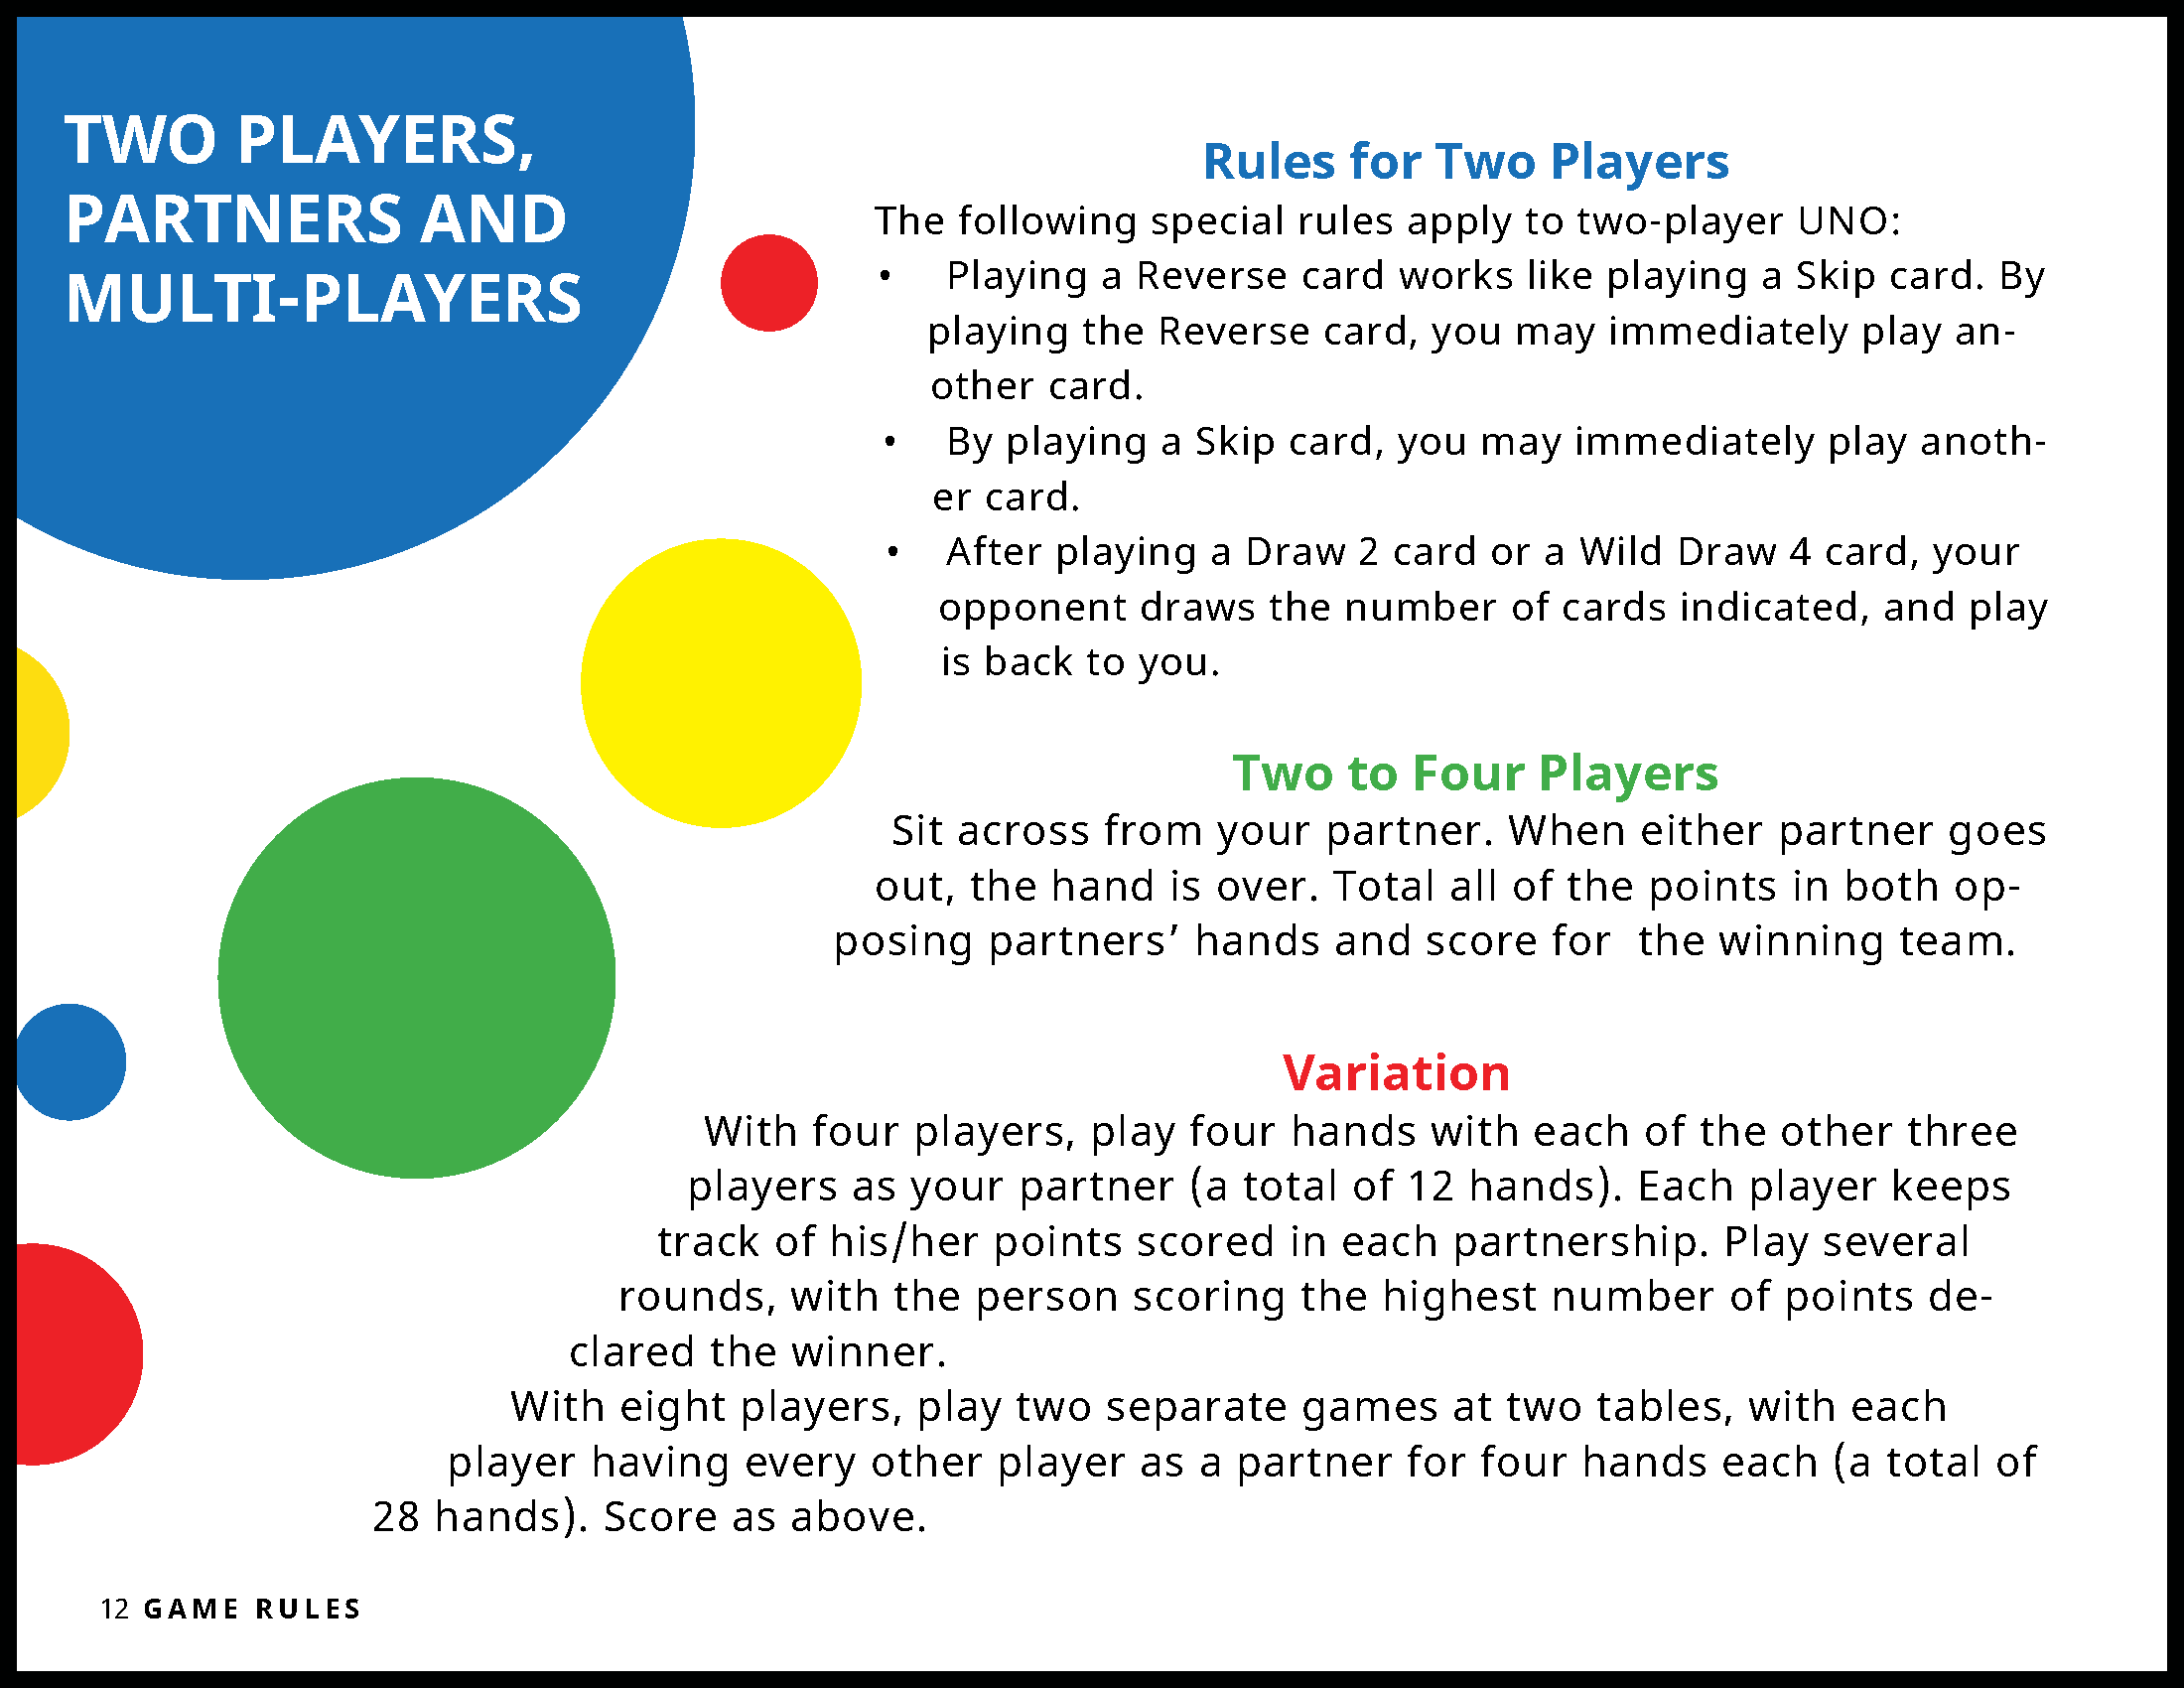 TWO PLAYERS,
PARTNERS AND
MULTI-PLAYERS
Rules for Two Players
The following special rules apply to two-player UNO:
• Playing a Reverse card works like playing a Skip card. By
playing the Reverse card, you may immediately play an-
other card.
• By playing a Skip card, you may immediately play anoth-
er card.
• After playing a Draw 2 card or a Wild Draw 4 card, your
opponent draws the number of cards indicated, and play
is back to you.
Two to Four Players
Sit across from your partner. When either partner goes
out, the hand is over. Total all of the points in both op-
posing partners’ hands and score for the winning team.
Variation
With four players, play four hands with each of the other three
players as your partner (a total of 12 hands). Each player keeps
track of his/her points scored in each partnership. Play several
rounds, with the person scoring the highest number of points de-
clared the winner.
With eight players, play two separate games at two tables, with each
player having every other player as a partner for four hands each (a total of
28 hands). Score as above.
12 GAME RULES